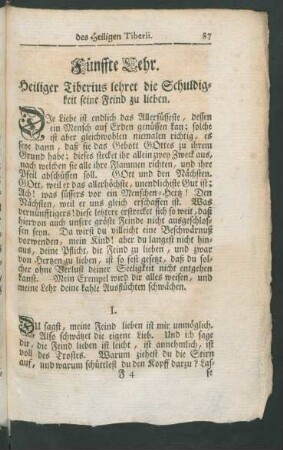 des Heiligen Tiberii. 87
Fünffte Lehr.
Heiliger Tiberius lehret die Schuldig-
keit seine Feind zu lieben.
DIe Liebe ist endlich das Allersüsseste, dessen
ein Mensch auf Erden genüssen kan: solche
ist aber gleichwohlen niemalen richtig, es
seye dann, daß sie das Gebott GOttes zu ihrem
Grund habe; dieses stecket ihr allein zwey Zweck aus,
nach welchen sie alle ihre Flammen richten, und ihre
Pfeil abschüssen soll. GOtt und den Nächsten.
GOtt, weil er das allerhöchste, unendlicheste Gut ist;
Ach! was süssers vor ein Menschen-Hertz! Den
Nächsten, weil er uns gleich erschaffen ist. Was
vernünfftigers! diese letztere erstrecket sich so weit, daß
hiervon auch unsere gröste Feinde nicht ausgeschlos-
sen seyn. Da wirst du villeicht eine Beschwärnuß
vorwenden, mein Kind! aber du langest nicht hin-
aus, deine Pflicht, die Feind zu lieben, und zwar
von Hertzen zu lieben, ist so fest gesetzt, daß du sol-
cher ohne Verlust deiner Seeligkeit nicht entgehen
kanst. Mein Exempel wird dir alles weisen, und
meine Lehr deine kahle Ausflüchten schwächen.
I.
DU sagst, meine Feind lieben ist mir unmöglich.
Also schwätzt die eigene Lieb. Und ich sage
dir, die Feind lieben ist leicht, ist annehmlich, ist
voll des Trostes. Warum ziehest du die Stirn
auf, und warum schüttlest du den Kopff darzu? Las-
F 4 se